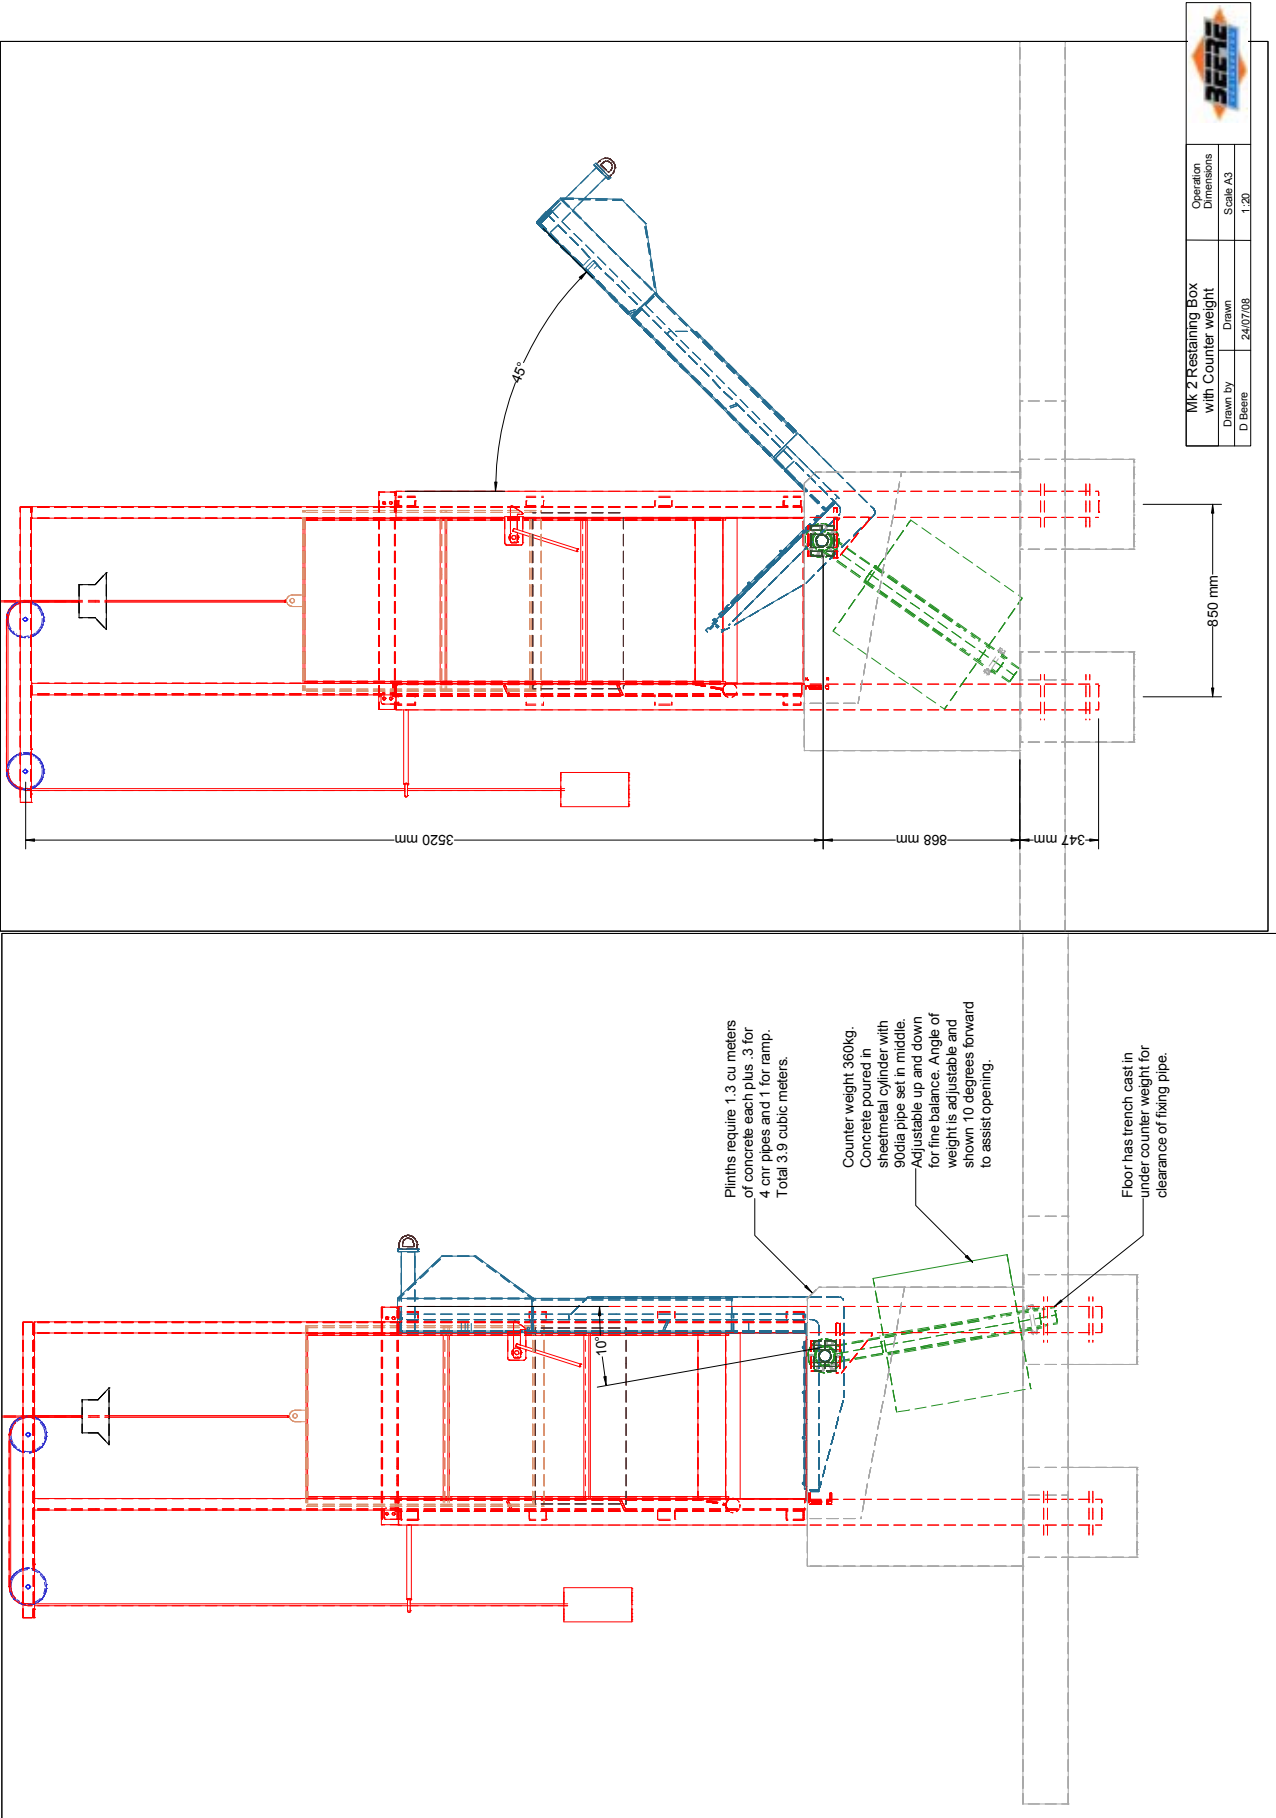 45°
3520 mm
868 mm
347 mm
850 mm
BEERE
Mk 2 Restaining Box
with Counter weight
Operation
Dimensions
Drawn by
Drawn
Scale A3
D Beere
24/07/08
1:20
10°
Plinths require 1.3 cu meters
of concrete each plus .3 for
4 cnr pipes and 1 for ramp.
Total 3.9 cubic meters.
Counter weight 360kg.
Concrete poured in
sheetmetal cylinder with
90dia pipe set in middle.
Adjustable up and down
for fine balance. Angle of
weight is adjustable and
shown 10 degrees forward
to assist opening.
Floor has trench cast in
under counter weight for
clearance of fixing pipe.